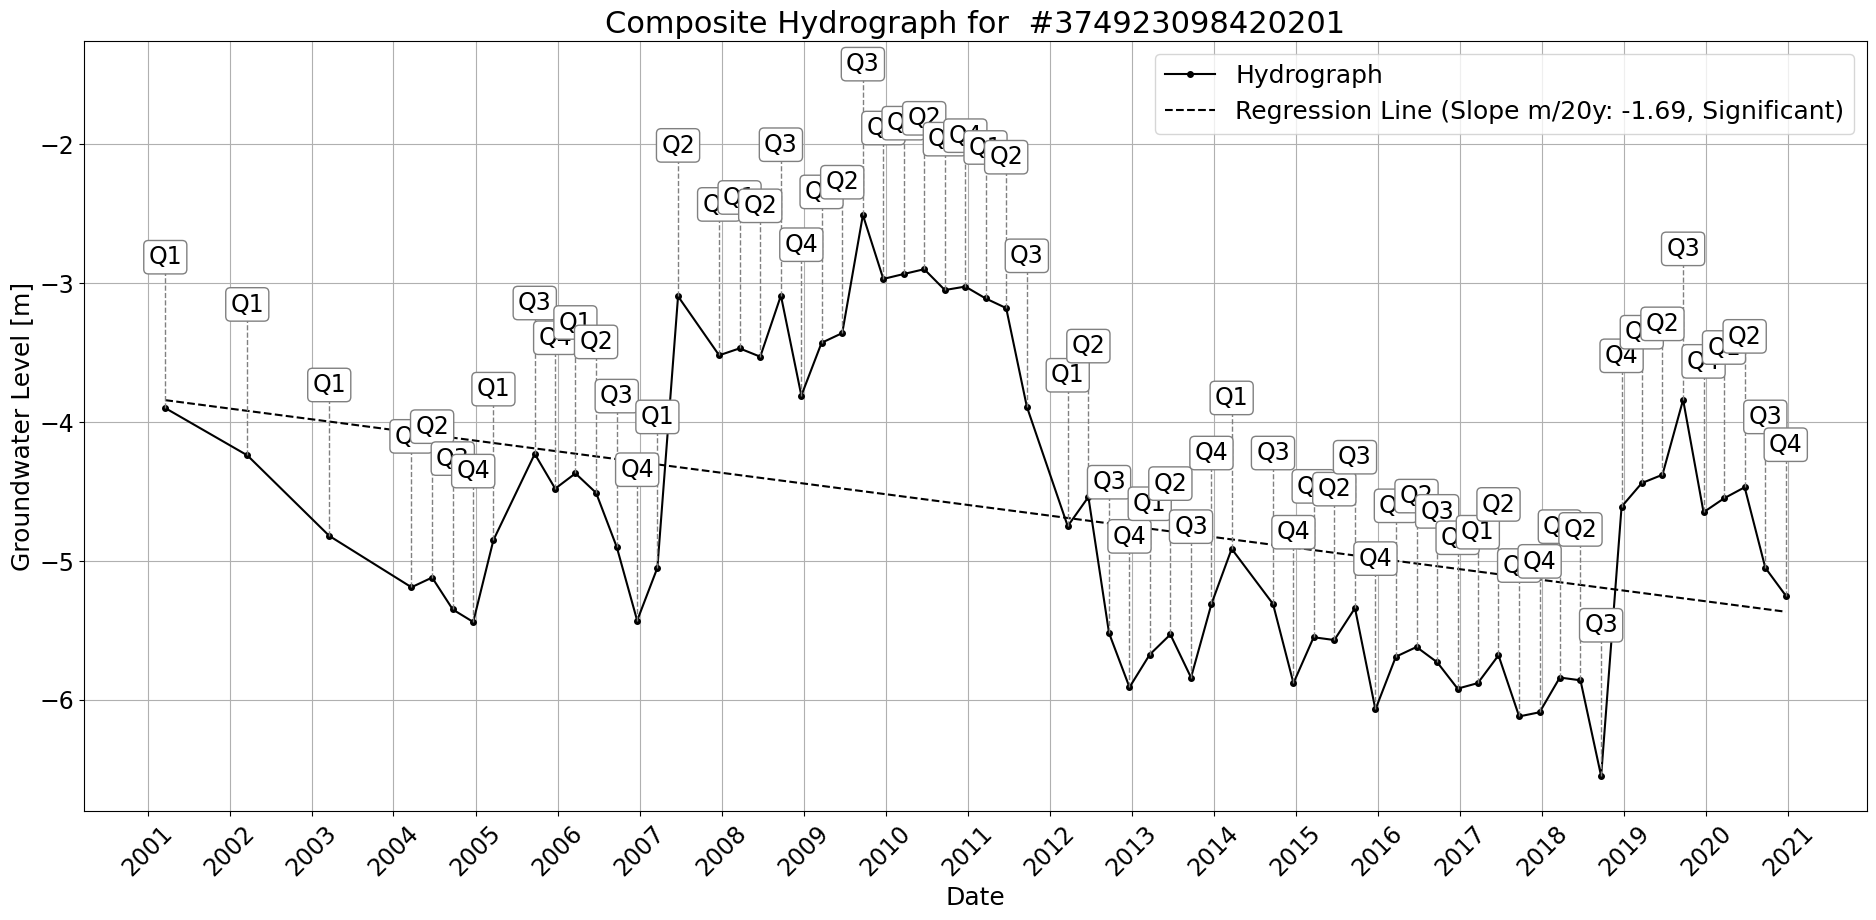 Composite Hydrograph for #374923098420201
Hydrograph
Regression Line (Slope m/20y: -1.69, Significant)
Groundwater Level [m]
−2
−3
−4
−5
−6
Q1
Q1
Q1
Q2
Q4
Q1
Q3
Q1
Q2
Q3
Q4
Q1
Q2
Q2
Q3
Q4
Q2
Q3
Q2
Q2
Q3
Q1
Q2
Q3
Q4
Q1
Q2
Q3
Q4
Q1
Q3
Q4
Q2
Q3
Q4
Q2
Q3
Q1
Q2
Q4
Q2
Q3
Q4
Q2
Q3
Q2
Q3
Q4
2001
2002
2003
2004
2005
2006
2007
2008
2009
2010
2011
2012
2013
2014
2015
2016
2017
2018
2019
2020
2021
Date